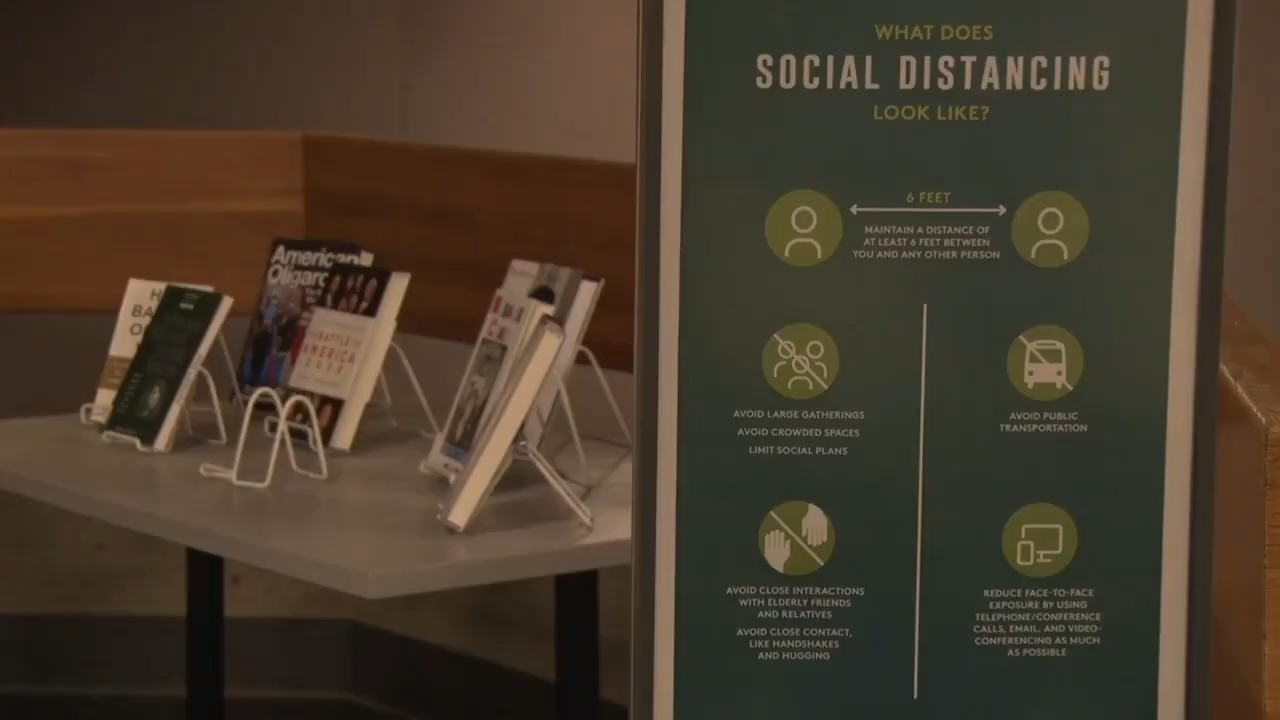 WHAT DOES
SOCIAL DISTANCING
LOOK LIKE?
6 FEET
MAINTAIN A DISTANCE OF
AT LEAST 6 FEET BETWEEN
YOU AND ANY OTHER PERSON
AVOID LARGE GATHERINGS
AVOID CROWDED SPACES
LIMIT SOCIAL PLANS
AVOID PUBLIC
TRANSPORTATION
AVOID CLOSE INTERACTIONS
WITH ELDERLY FRIENDS
AND RELATIVES
AVOID CLOSE CONTACT,
LIKE HANDSHAKES
AND HUGGING
REDUCE FACE-TO-FACE
EXPOSURE BY USING
TELEPHONE/CONFERENCE
CALLS, EMAIL, AND VIDEO-
CONFERENCING AS MUCH
AS POSSIBLE
American
Oligarc
BATTLE
AMERICA
H
BA
O